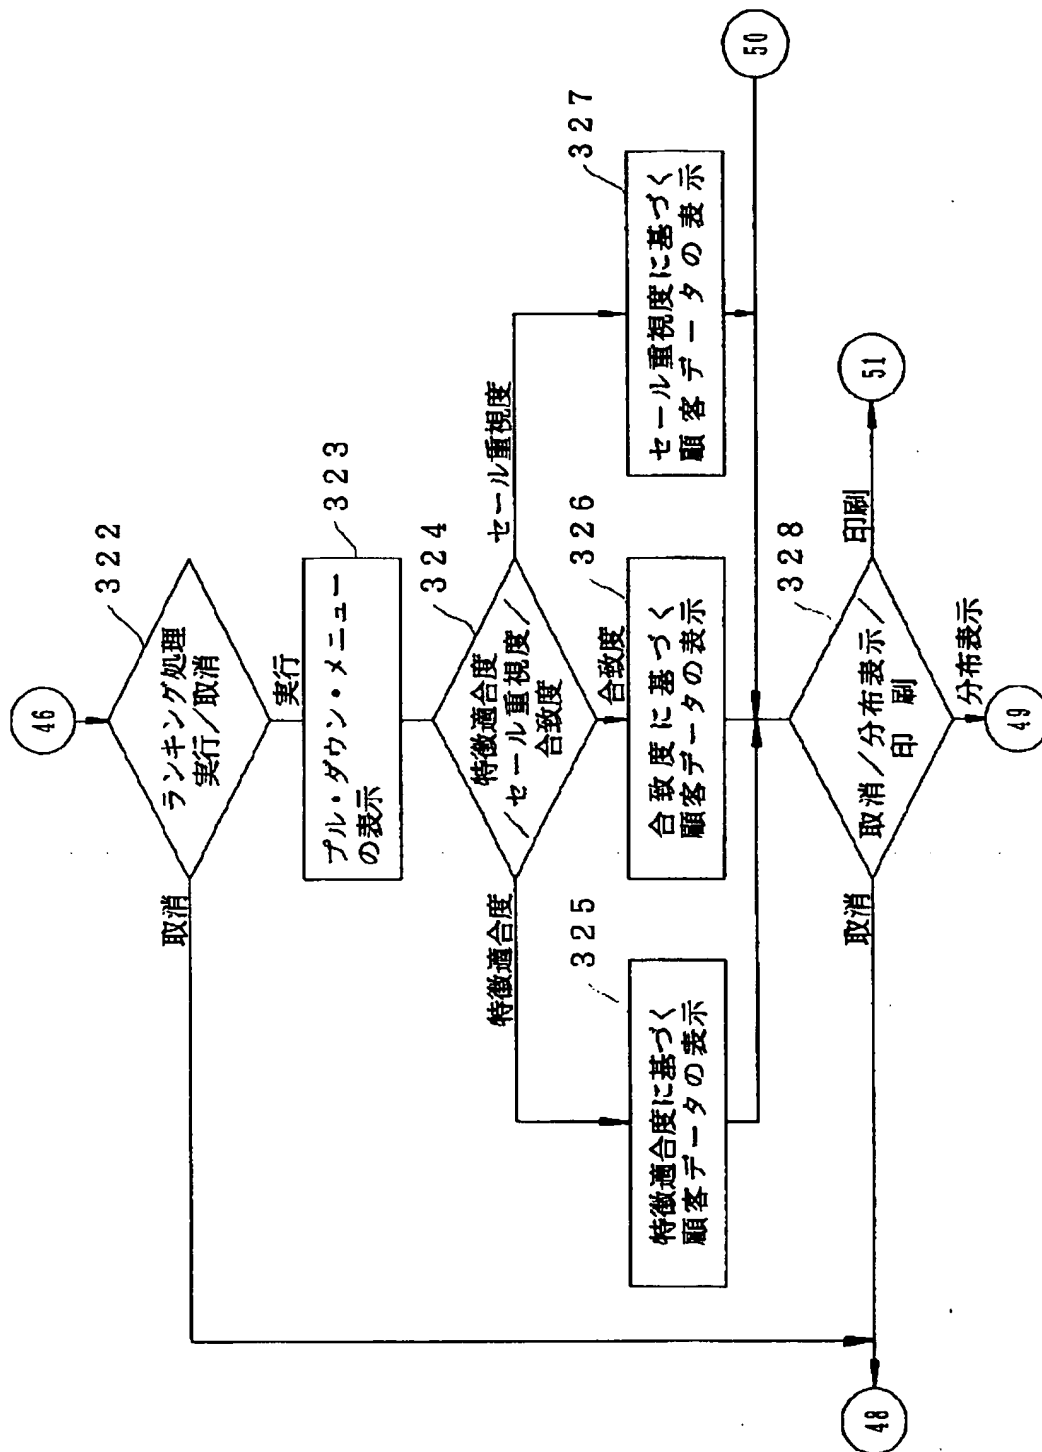 46
322
ランキング処理
実行／取消
取消
実行
323
プル・ダウン・メニュー
の表示
324
特徴適合度
／セール重視度／
合致度
特徴適合度
合致度
セール重視度
325
特徴適合度に基づく
顧客データの表示
326
合致度に基づく
顧客データの表示
327
セール重視度に基づく
顧客データの表示
50
328
取消／分布表示／
印刷
取消
印刷
分布表示
48
49
51